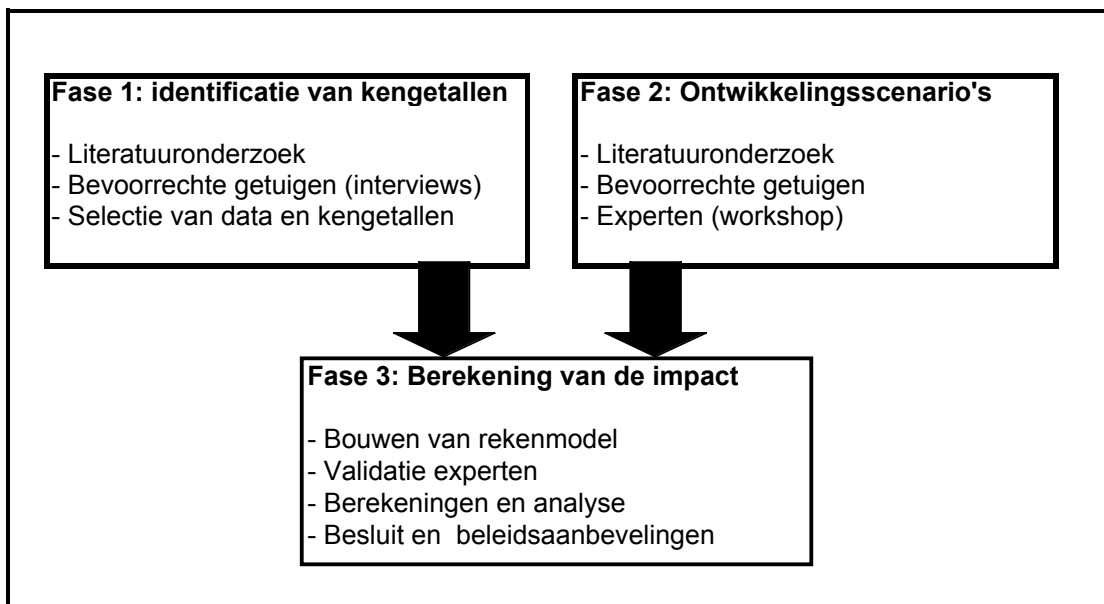 Fase 1: identificatie van kengetallen
- Literatuuronderzoek
- Bevoorrechte getuigen (interviews)
- Selectie van data en kengetallen
Fase 2: Ontwikkelingsscenario's
- Literatuuronderzoek
- Bevoorrechte getuigen
- Experten (workshop)
Fase 3: Berekening van de impact
- Bouwen van rekenmodel
- Validatie experten
- Berekeningen en analyse
- Besluit en  beleidsaanbevelingen